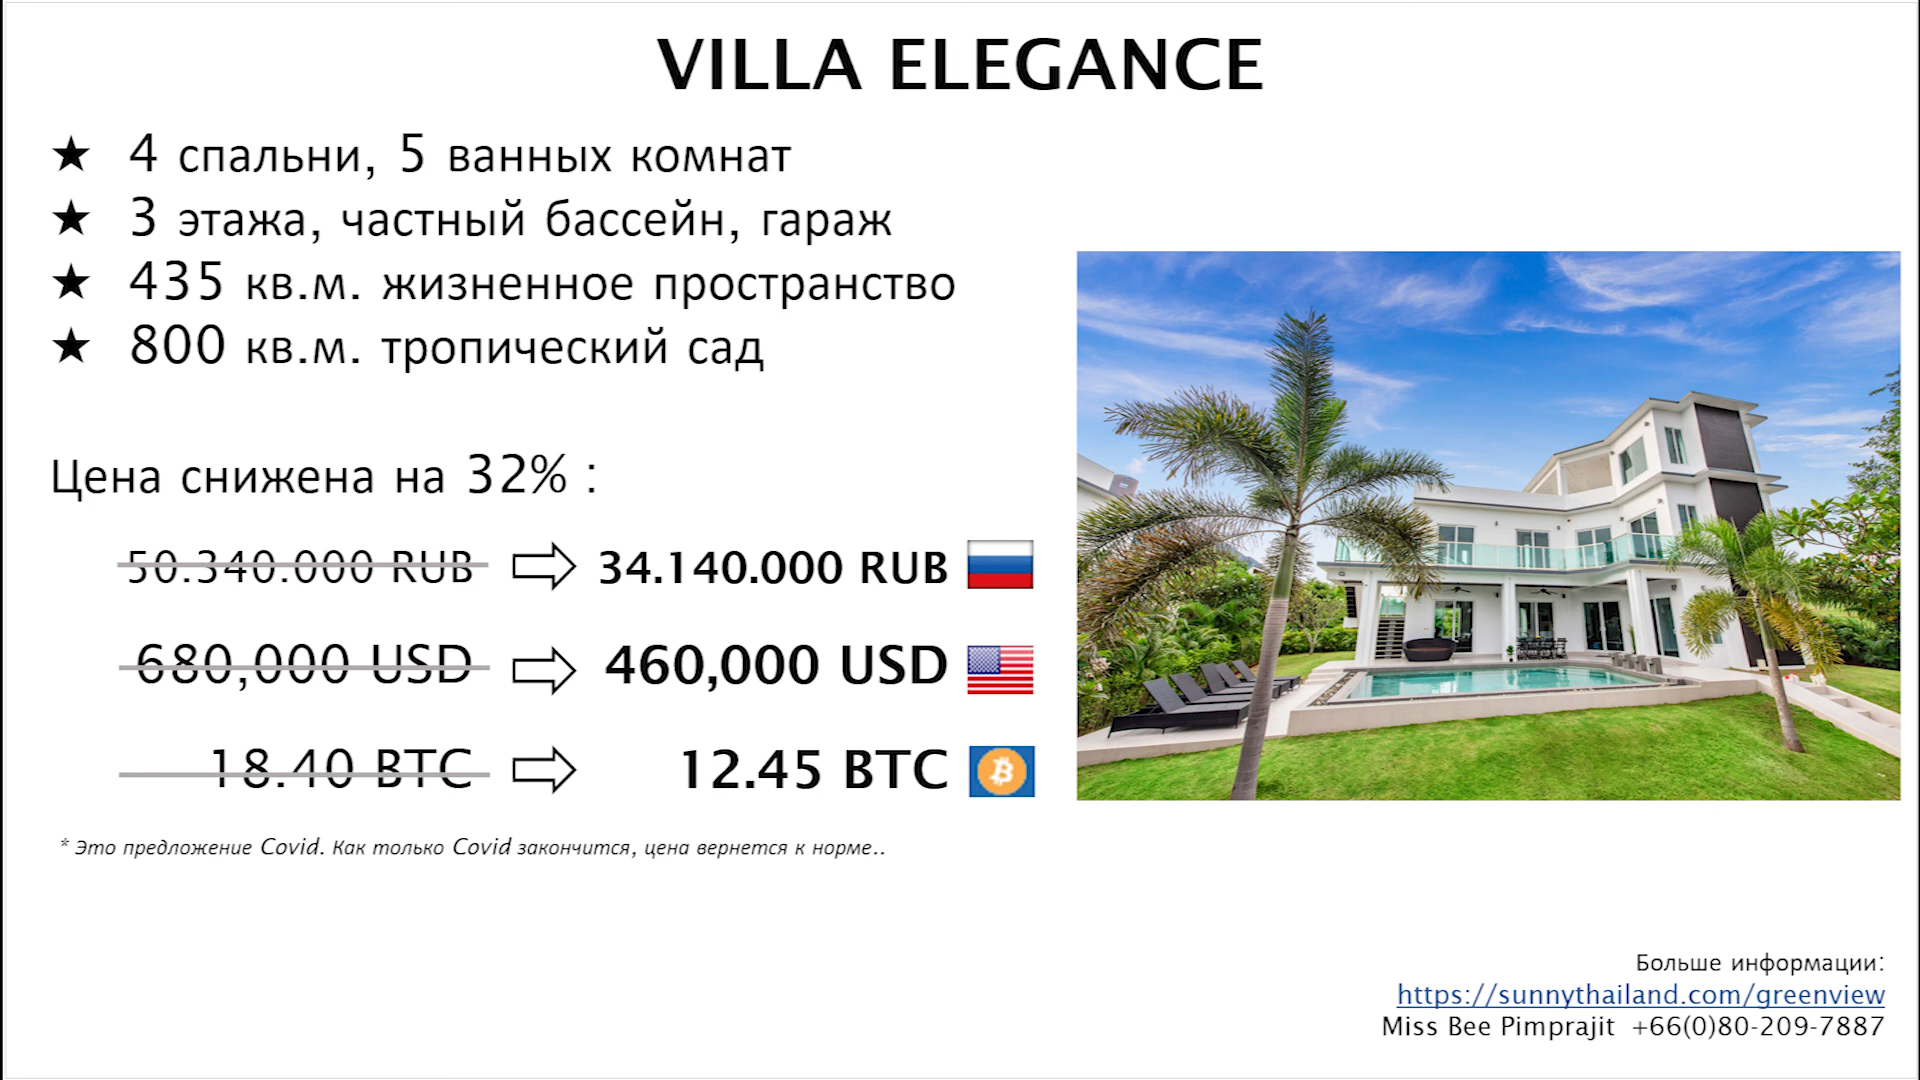 VILLA ELEGANCE
★ 4 спальни, 5 ванных комнат
★ 3 этажа, частный бассейн, гараж
★ 435 кв.м. жизненное пространство
★ 800 кв.м. тропический сад
Цена снижена на 32% :
50.340.000 RUB ⇨ 34.140.000 RUB
680,000 USD ⇨ 460,000 USD
18.40 BTC ⇨ 12.45 BTC
* Это предложение Covid. Как только Covid закончится, цена вернется к норме..
Больше информации:
https://sunnythailand.com/greenview
Miss Bee Pimprajit +66(0)80-209-7887